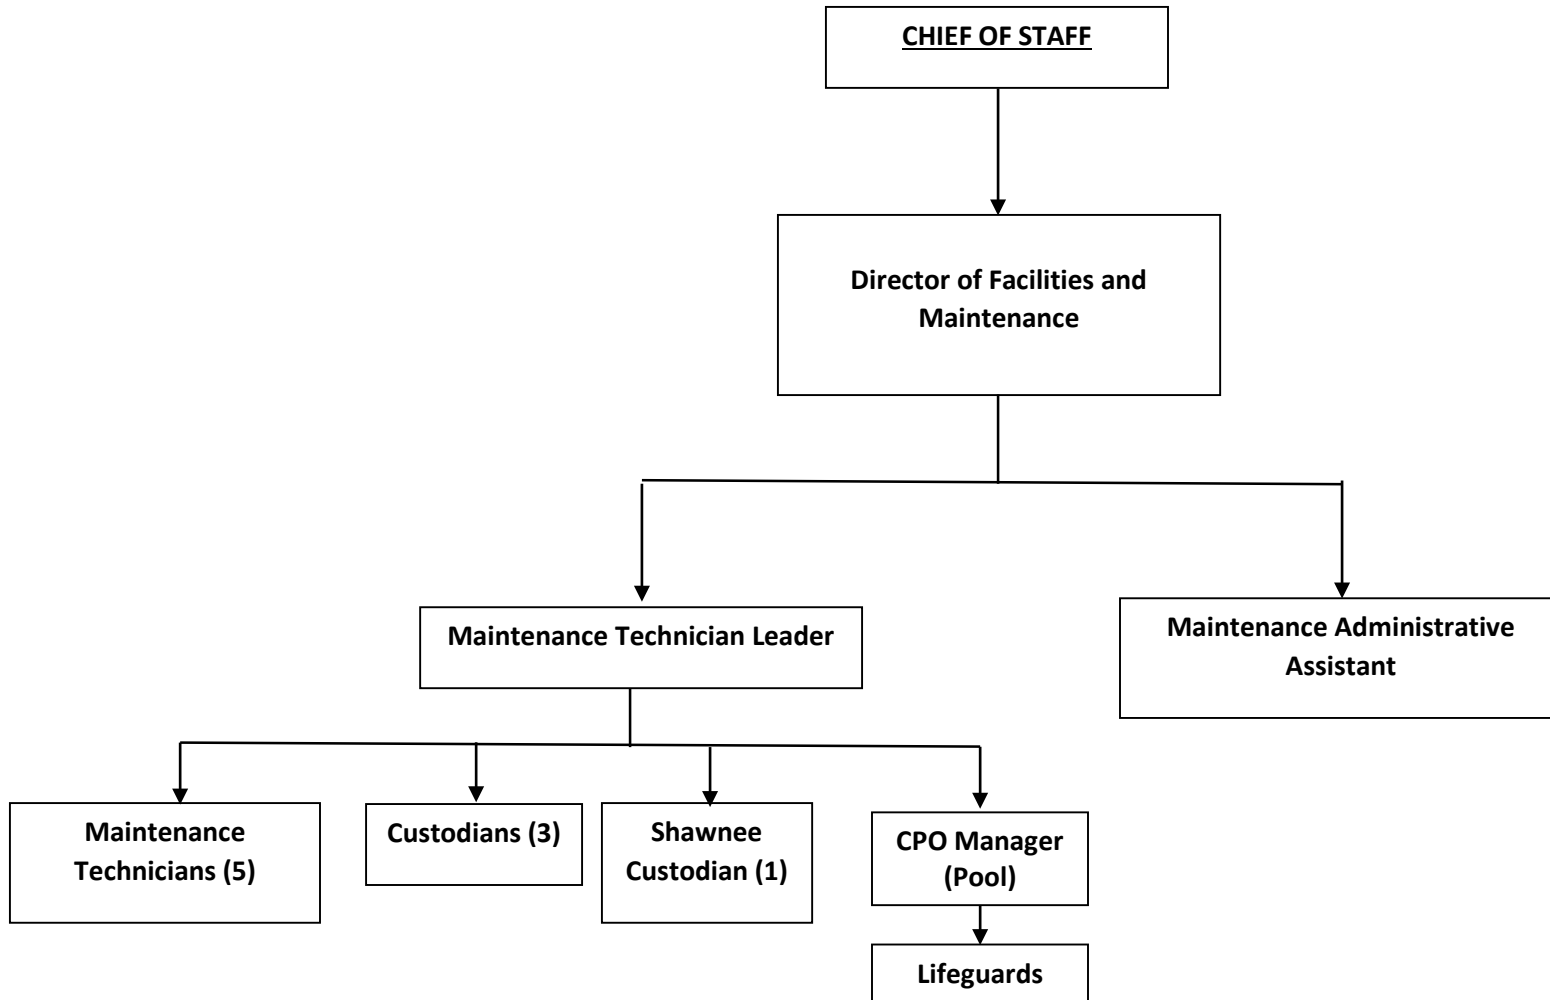 CHIEF OF STAFF
Director of Facilities and
Maintenance
Maintenance Technician Leader
Maintenance Administrative
Assistant
Maintenance
Technicians (5)
Custodians (3)
Shawnee
Custodian (1)
CPO Manager
(Pool)
Lifeguards